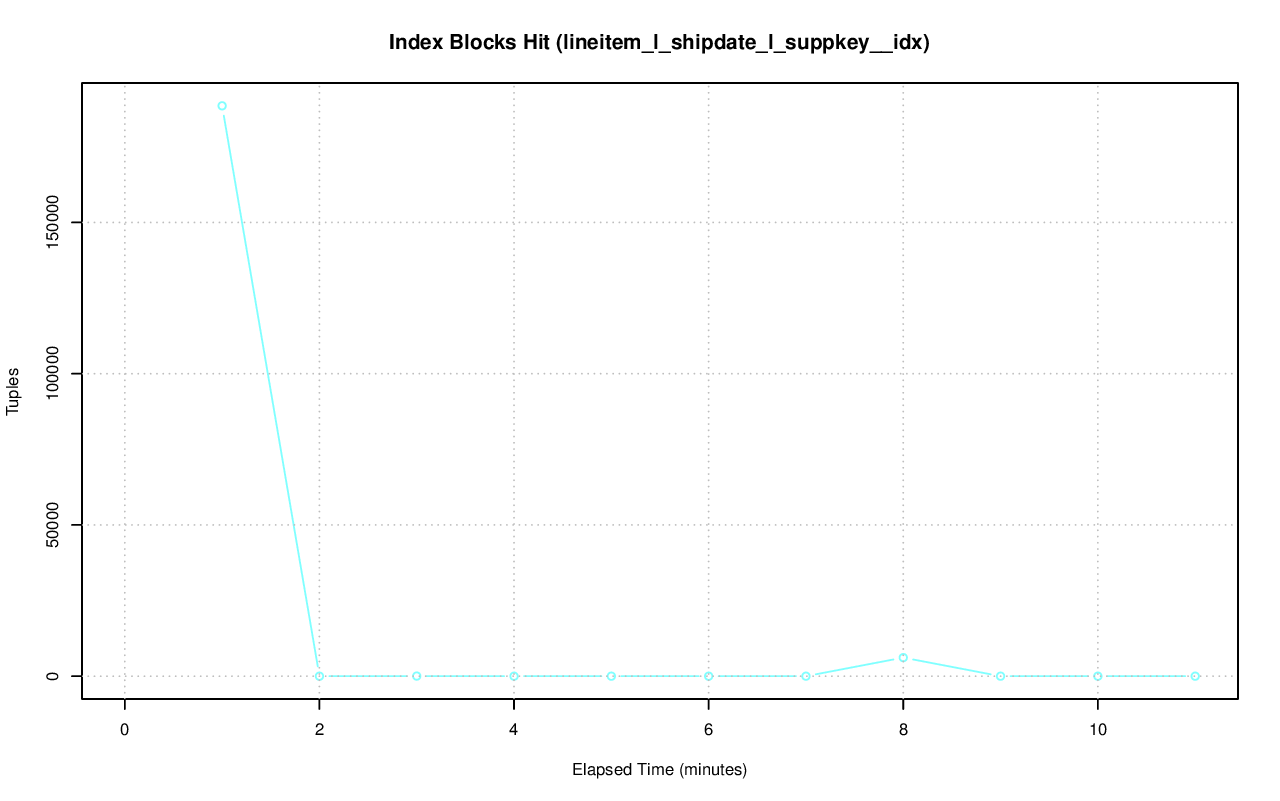 Index Blocks Hit (lineitem_l_shipdate_l_suppkey__idx)
150000
100000
50000
0
Tuples
0 2 4 6 8 10
Elapsed Time (minutes)